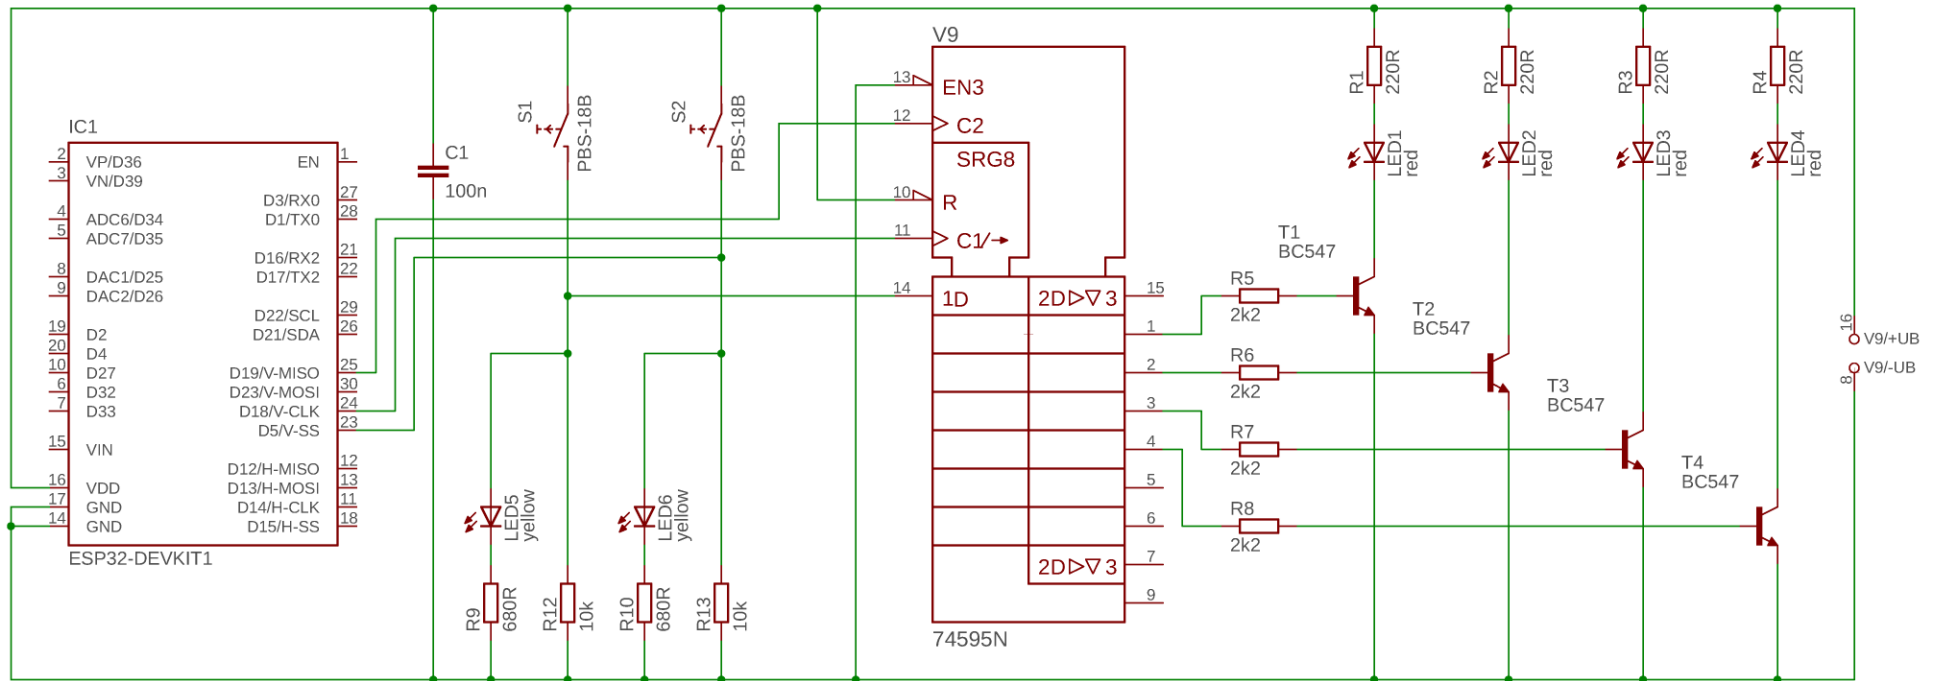 IC1
2
VP/D36
3
VN/D39
4
ADC6/D34
5
ADC7/D35
8
DAC1/D25
9
DAC2/D26
19
D2
20
D4
10
D27
6
D32
7
D33
15
VIN
16
VDD
17
GND
14
GND
EN
1
D3/RX0
27
D1/TX0
28
D16/RX2
21
D17/TX2
22
D22/SCL
29
D21/SDA
26
D19/V-MISO
25
D23/V-MOSI
30
D18/V-CLK
24
D5/V-SS
23
D12/H-MISO
12
D13/H-MOSI
13
D14/H-CLK
11
D15/H-SS
18
ESP32-DEVKIT1
C1
100n
S1
PBS-18B
S2
PBS-18B
LED5
yellow
R9
680R
R12
10k
LED6
yellow
R10
680R
R13
10k
V9
13
EN3
12
C2
SRG8
10
R
11
C1/
14
1D
2D
3
15
1
2
3
4
5
6
2D
3
7
9
74595N
R5
2k2
R6
2k2
R7
2k2
R8
2k2
R1
220R
LED1
red
R2
220R
LED2
red
R3
220R
LED3
red
R4
220R
LED4
red
T1
BC547
T2
BC547
T3
BC547
T4
BC547
16
V9/+UB
V9/-UB
8